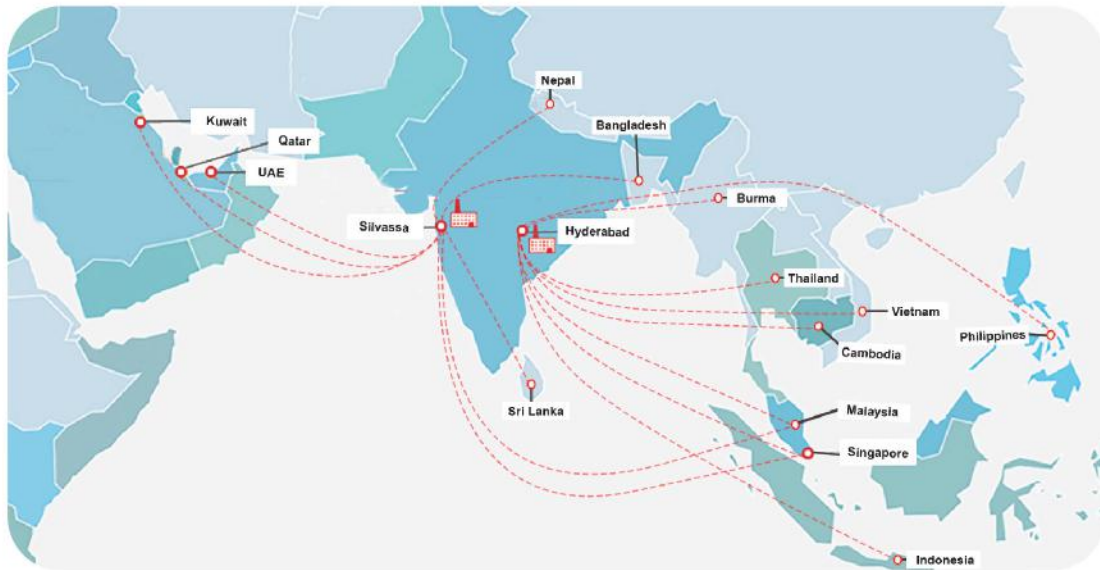 Nepal
Bangladesh
Kuwait
Qatar
UAE
Burma
Silvassa
Hyderabad
Thailand
Vietnam
Philippines
Cambodia
Sri Lanka
Malaysia
Singapore
Indonesia